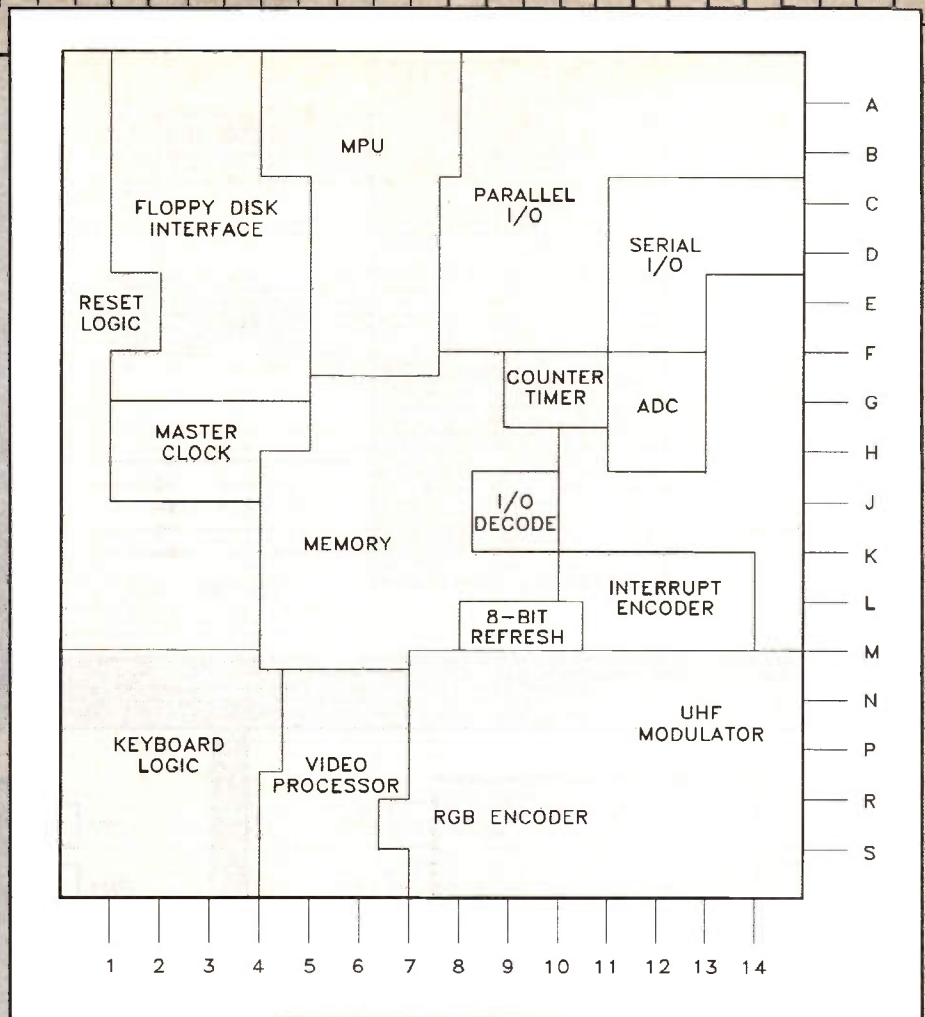 MPU
A
B
PARALLEL
I/O
FLOPPY DISK
INTERFACE
C
SERIAL
I/O
D
RESET
LOGIC
E
F
COUNTER
TIMER
ADC
G
MASTER
CLOCK
H
I/O
DECODE
J
MEMORY
K
INTERRUPT
ENCODER
8-BIT
REFRESH
L
M
N
UHF
MODULATOR
KEYBOARD
LOGIC
P
VIDEO
PROCESSOR
R
RGB ENCODER
S
1 2 3 4 5 6 7 8 9 10 11 12 13 14